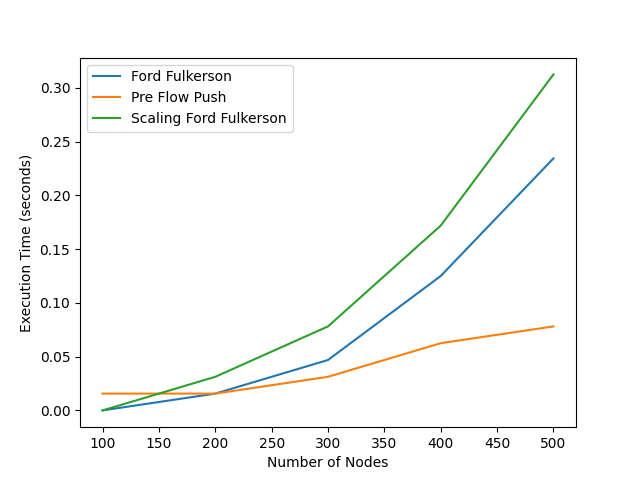 Ford Fulkerson
Pre Flow Push
Scaling Ford Fulkerson
0.30
0.25
0.20
0.15
0.10
0.05
0.00
Execution Time (seconds)
100 150 200 250 300 350 400 450 500
Number of Nodes